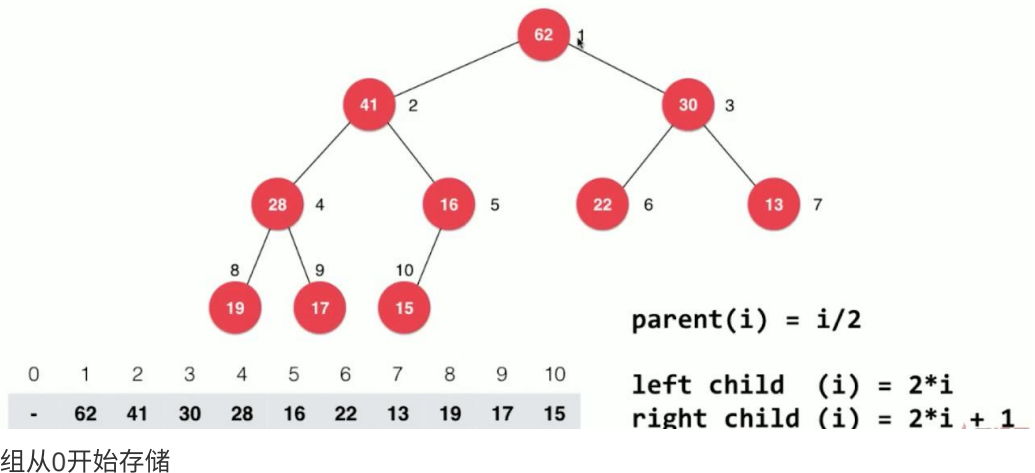 62 1
41 2 30 3
28 4 16 5 22 6 13 7
8 9 10
19 17 15
parent(i) = i/2
0 1 2 3 4 5 6 7 8 9 10
left child (i) = 2*i
- 62 41 30 28 16 22 13 19 17 15
right child (i) = 2*i + 1
组从0开始存储